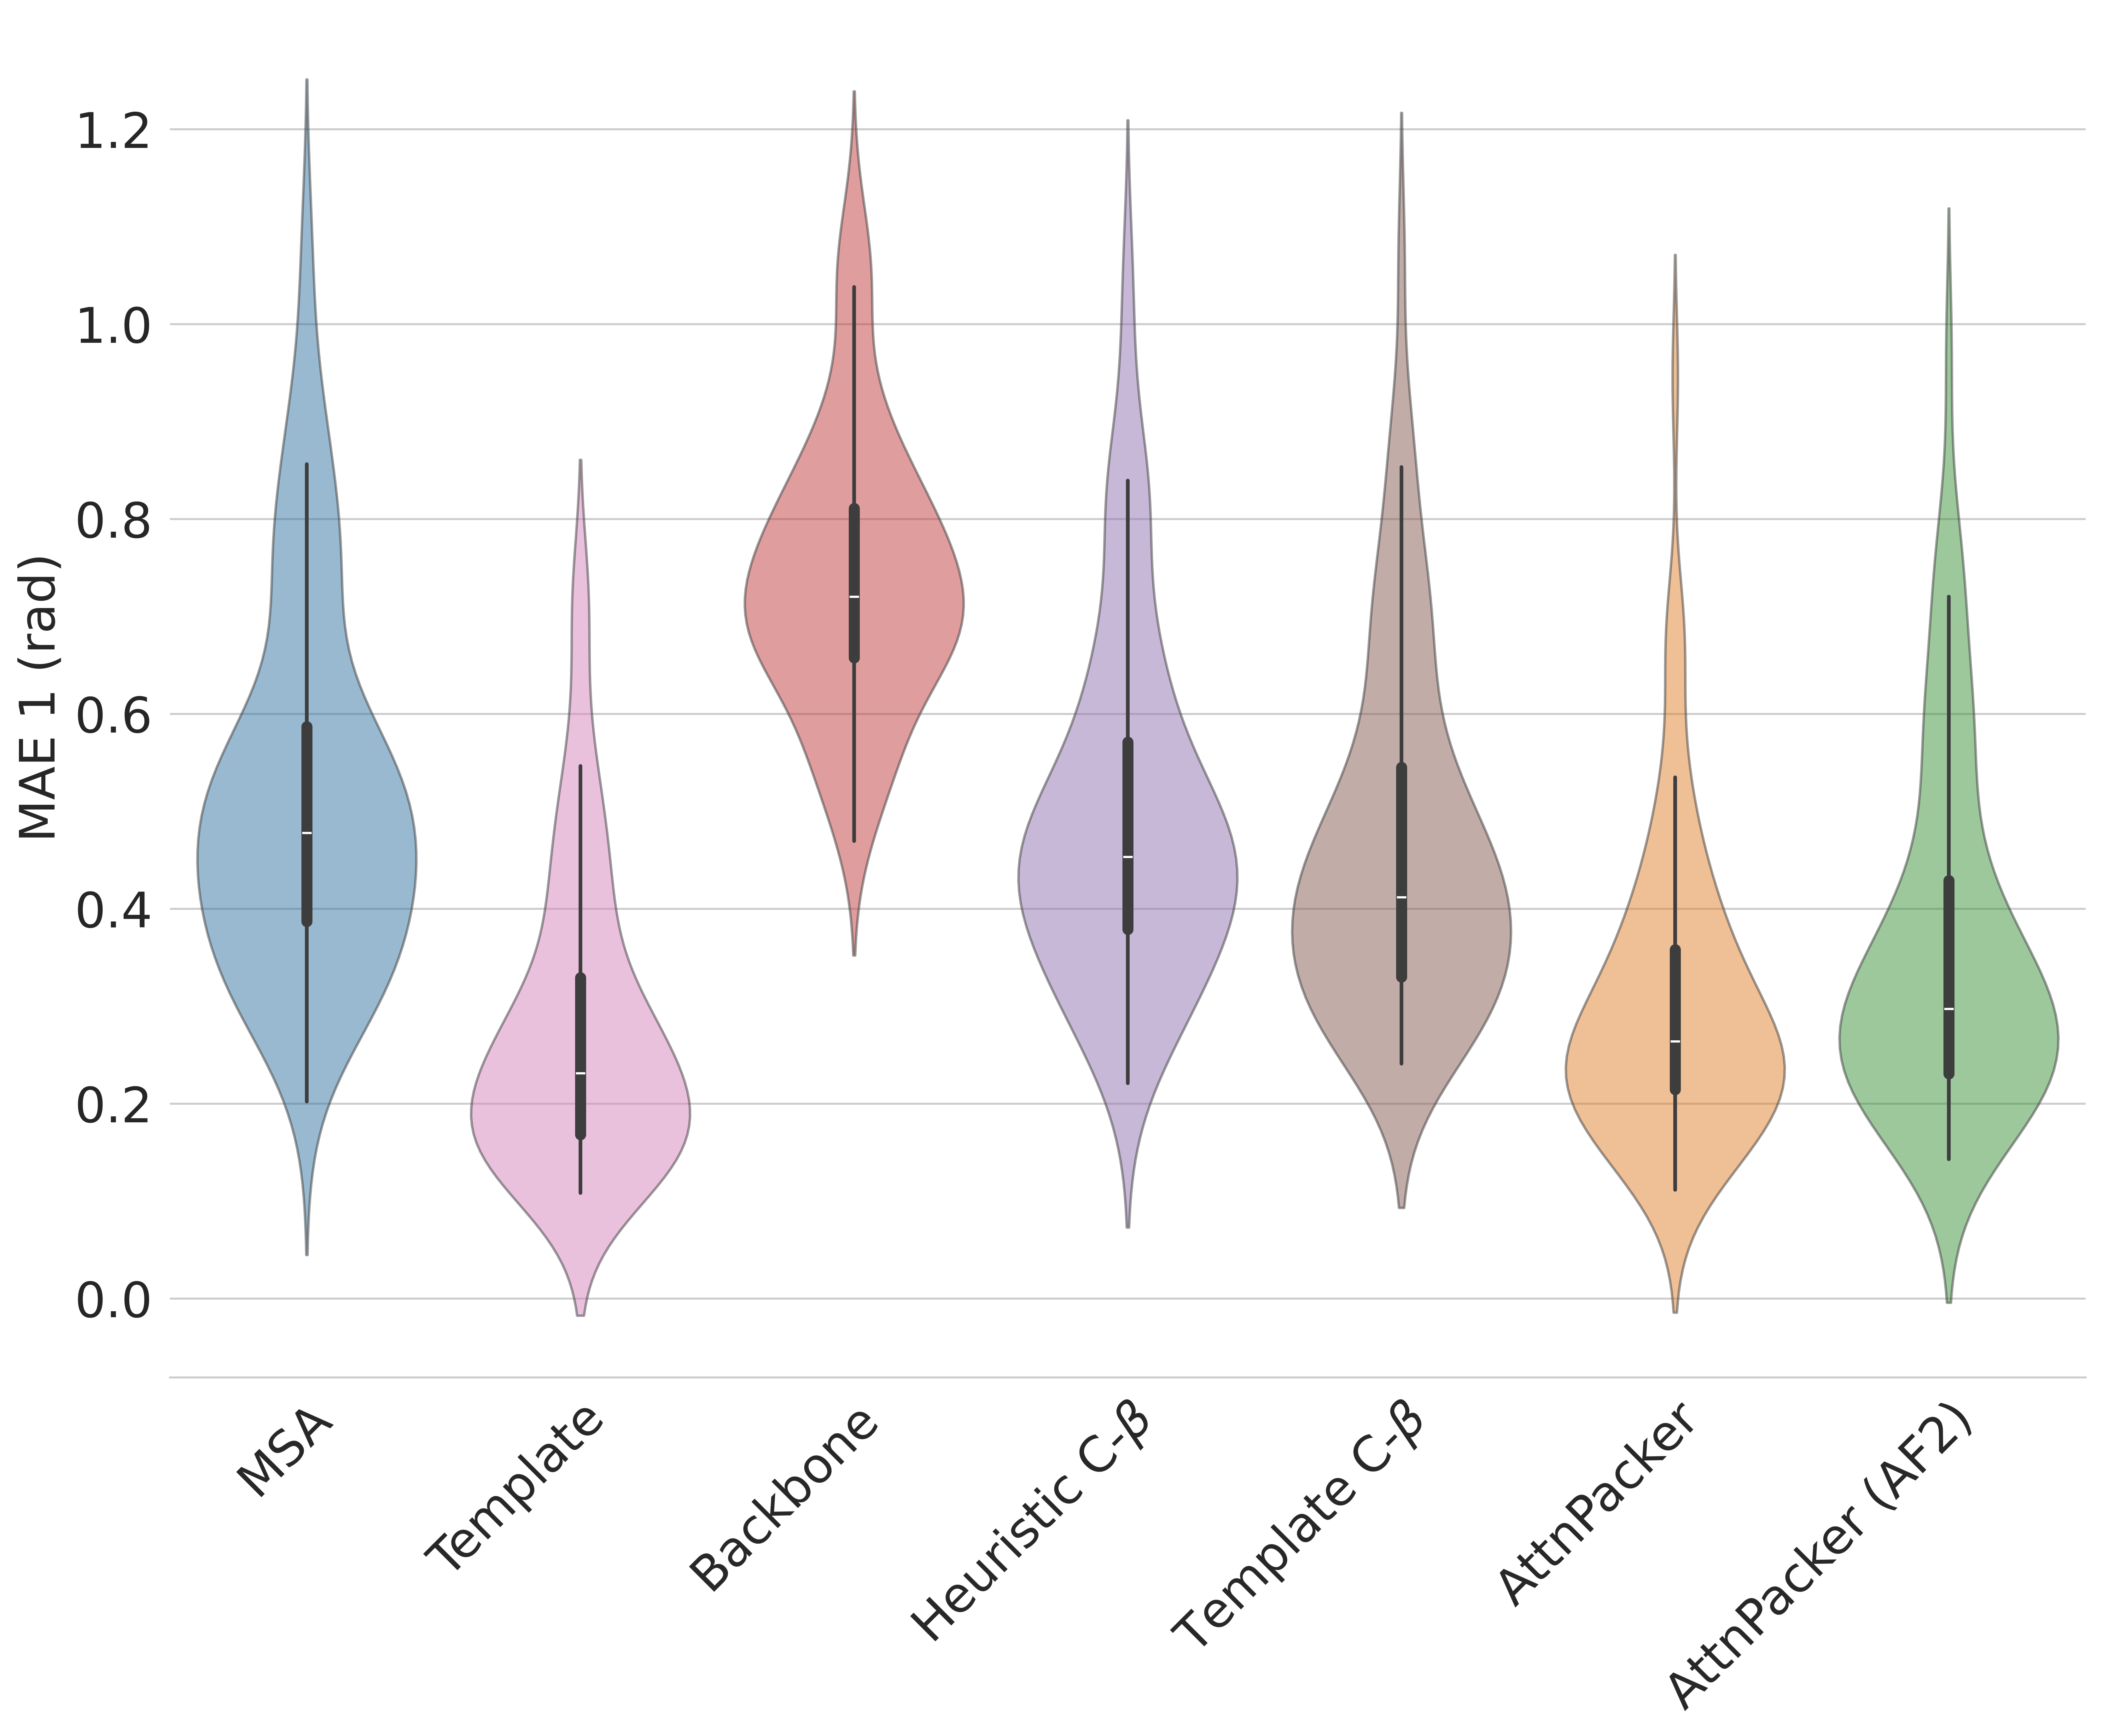 MAE 1 (rad)
1.2
1.0
0.8
0.6
0.4
0.2
0.0
MSA
Template
Backbone
Heuristic C-β
Template C-β
AttnPacker
AttnPacker (AF2)